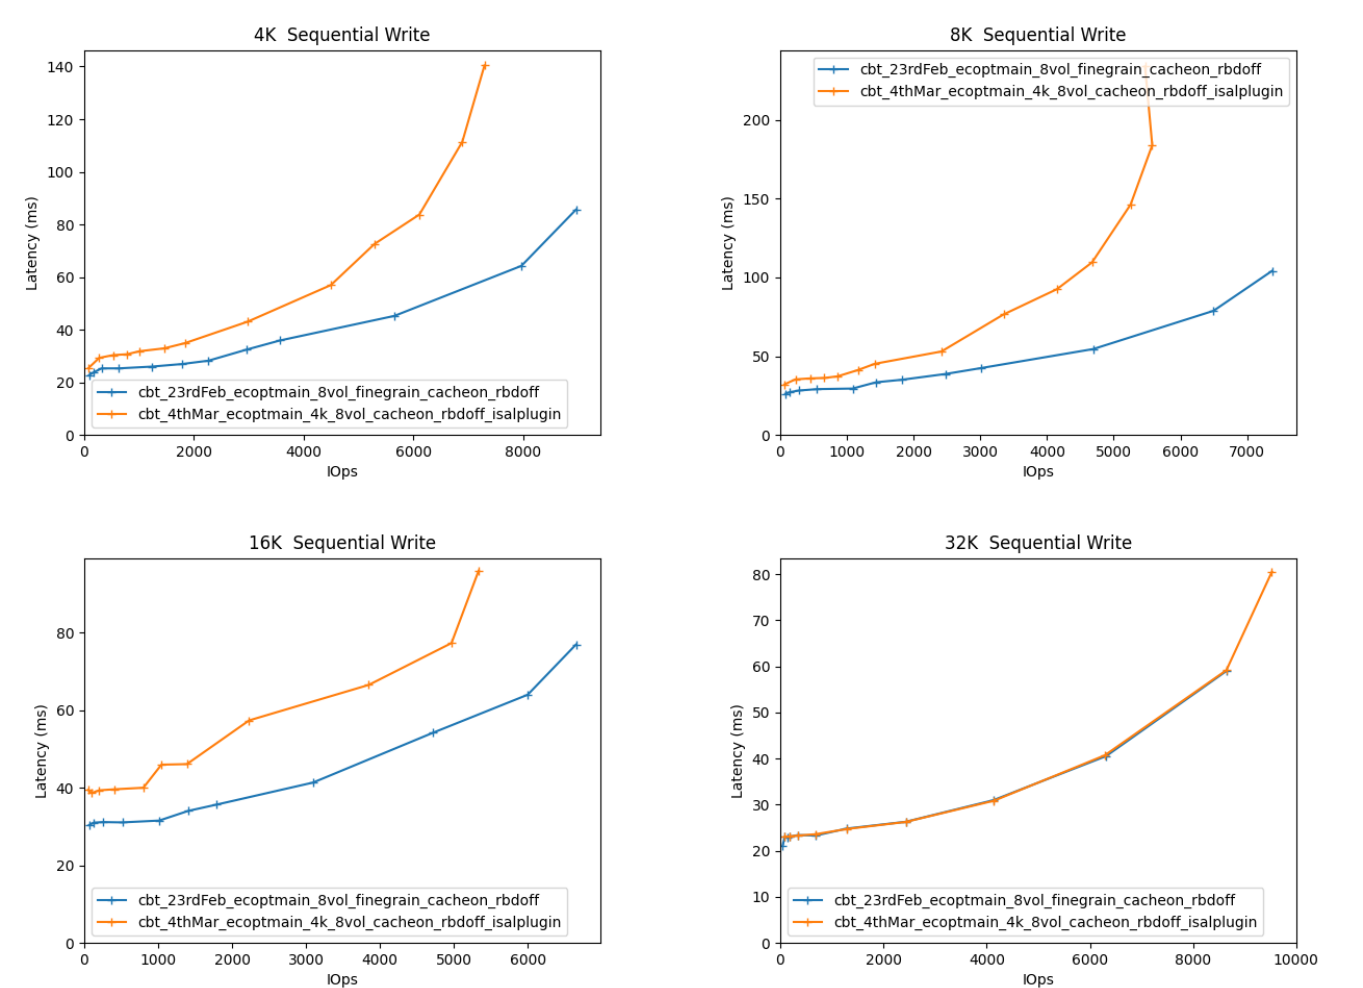 4K  Sequential Write
140
120
100
80
60
40
20
0
Latency (ms)
cbt_23rdFeb_ecoptmain_8vol_finegrain_cacheon_rbdoff
cbt_4thMar_ecoptmain_4k_8vol_cacheon_rbdoff_isalplugin
0 2000 4000 6000 8000
IOps
8K  Sequential Write
cbt_23rdFeb_ecoptmain_8vol_finegrain_cacheon_rbdoff
cbt_4thMar_ecoptmain_4k_8vol_cacheon_rbdoff_isalplugin
200
150
100
50
0
Latency (ms)
0 1000 2000 3000 4000 5000 6000 7000
IOps
16K  Sequential Write
80
60
40
20
0
Latency (ms)
cbt_23rdFeb_ecoptmain_8vol_finegrain_cacheon_rbdoff
cbt_4thMar_ecoptmain_4k_8vol_cacheon_rbdoff_isalplugin
0 1000 2000 3000 4000 5000 6000
IOps
32K  Sequential Write
80
70
60
50
40
30
20
10
0
Latency (ms)
cbt_23rdFeb_ecoptmain_8vol_finegrain_cacheon_rbdoff
cbt_4thMar_ecoptmain_4k_8vol_cacheon_rbdoff_isalplugin
0 2000 4000 6000 8000 10000
IOps